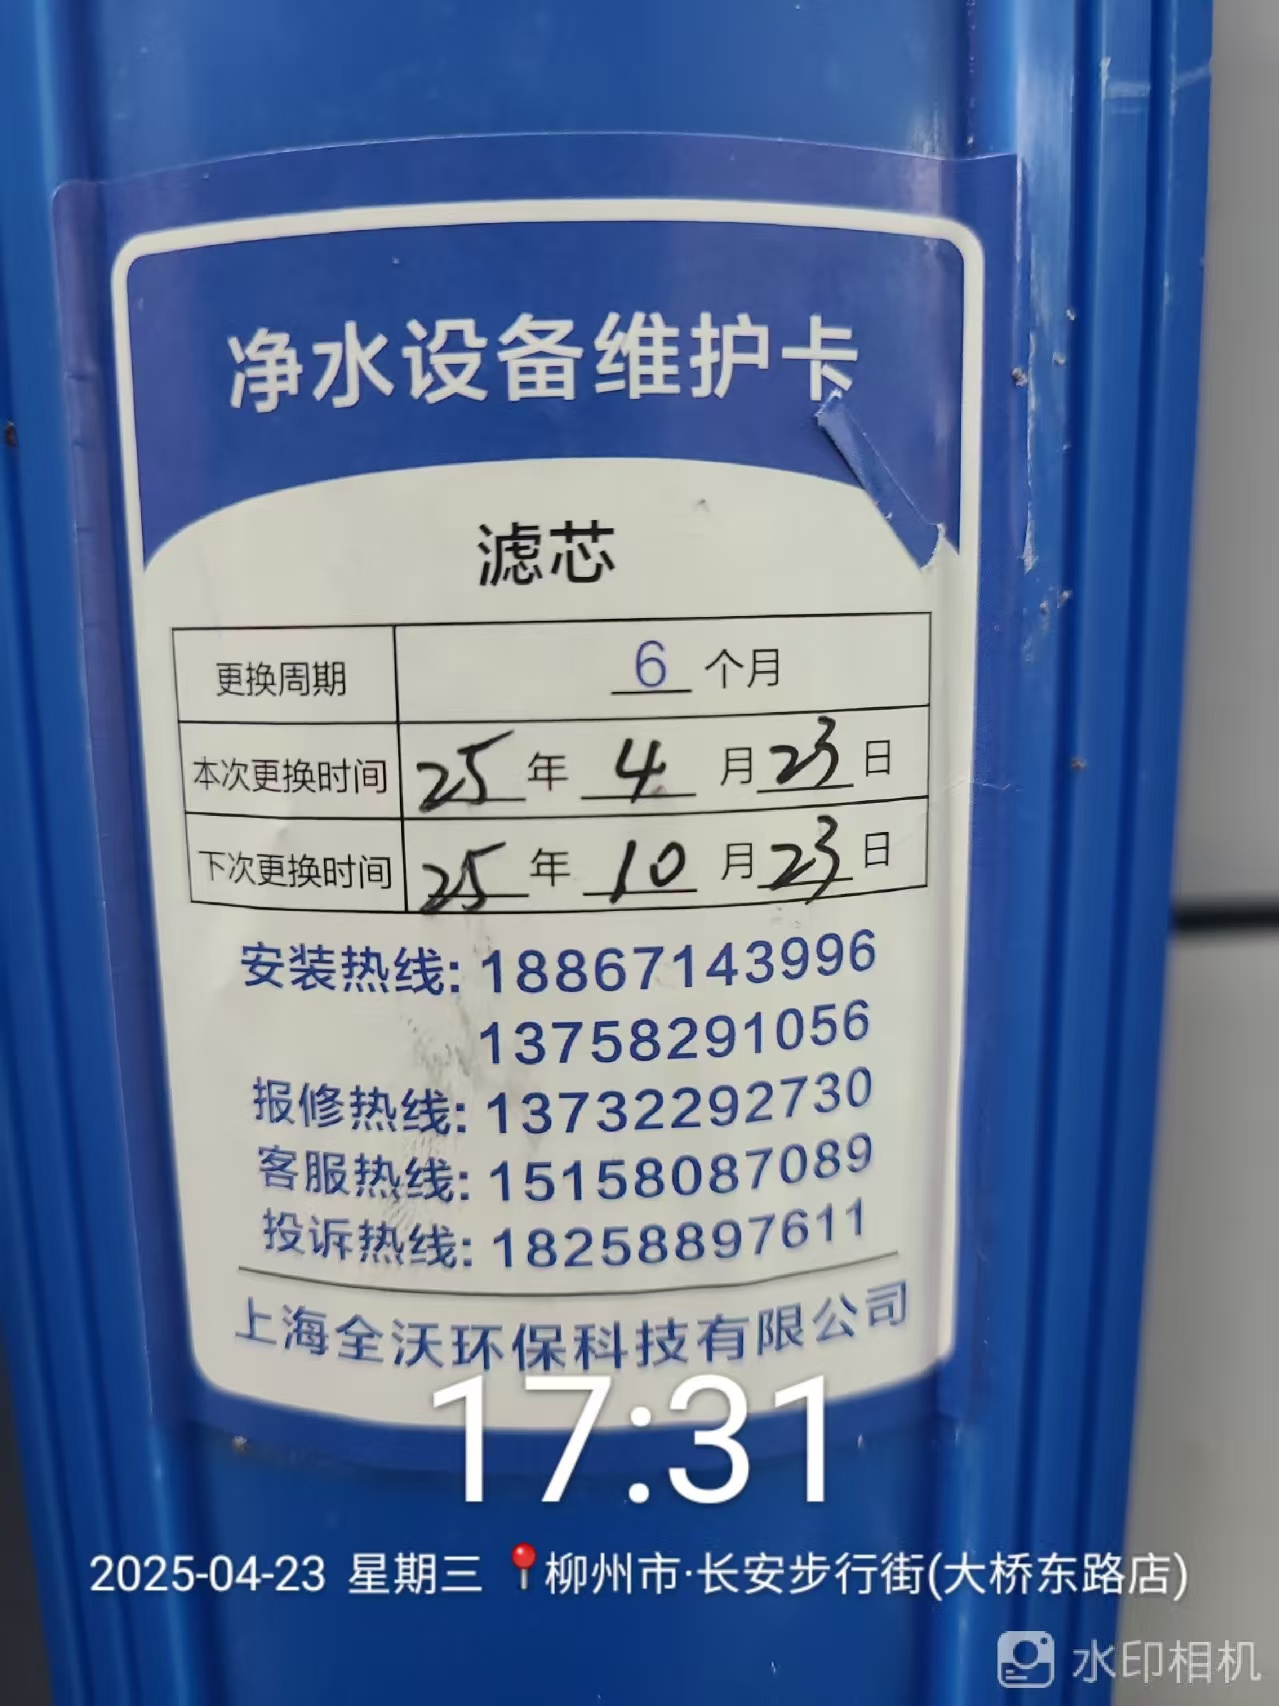 净水设备维护卡
滤芯
更换周期 6 个月
本次更换时间 25 年 4 月 23 日
下次更换时间 25 年 10 月 23 日
安装热线: 18867143996
13758291056
报修热线: 13732292730
客服热线: 15158087089
投诉热线: 18258897611
上海全沃环保科技有限公司
17:31
2025-04-23 星期三 📍柳州市·长安步行街(大桥东路店)
水印相机